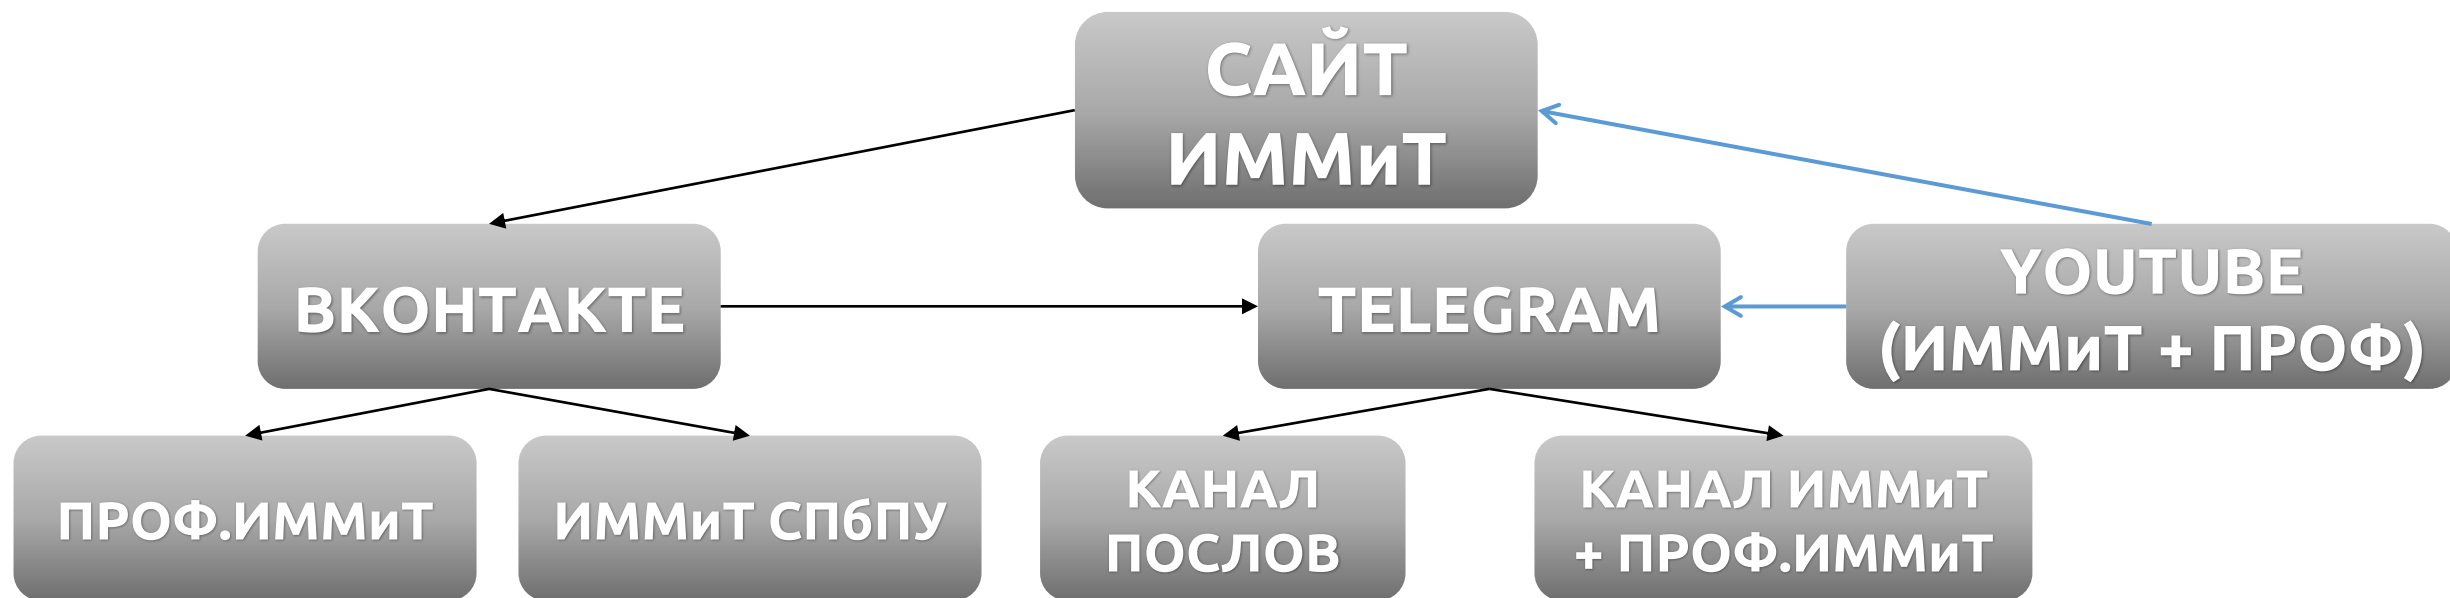 САЙТ
ИММиТ
ВКОНТАКТЕ
TELEGRAM
YOUTUBE
(ИММиТ + ПРОФ)
ПРОФ.ИММиТ
ИММиТ СПбПУ
КАНАЛ
ПОСЛОВ
КАНАЛ ИММиТ
+ ПРОФ.ИММиТ